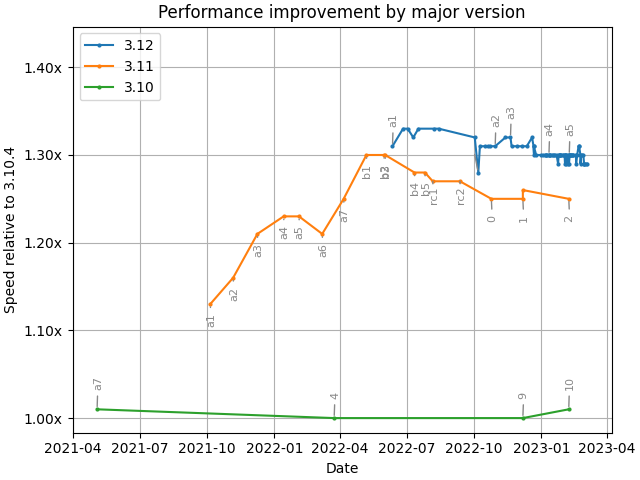 Performance improvement by major version
3.12
3.11
3.10
Speed relative to 3.10.4
1.40x
1.30x
1.20x
1.10x
1.00x
a1
a2
a3
a4
a5
a1
a2
a3
a4
a5
a6
a7
b1
b3
b4
b5
rc1
rc2
0
1
2
a7
4
9
10
2021-04 2021-07 2021-10 2022-01 2022-04 2022-07 2022-10 2023-01 2023-04
Date